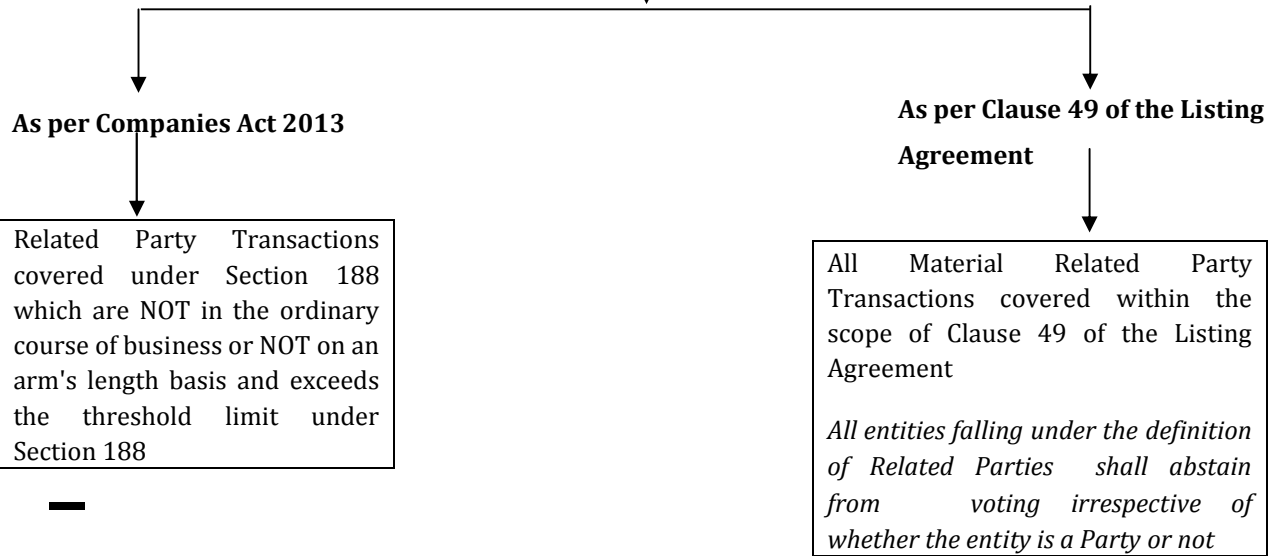 As per Companies Act 2013
Related Party Transactions
covered under Section 188
which are NOT in the ordinary
course of business or NOT on an
arm's length basis and exceeds
the threshold limit under
Section 188
As per Clause 49 of the Listing
Agreement
All Material Related Party
Transactions covered within the
scope of Clause 49 of the Listing
Agreement
All entities falling under the definition
of Related Parties shall abstain
from voting irrespective of
whether the entity is a Party or not